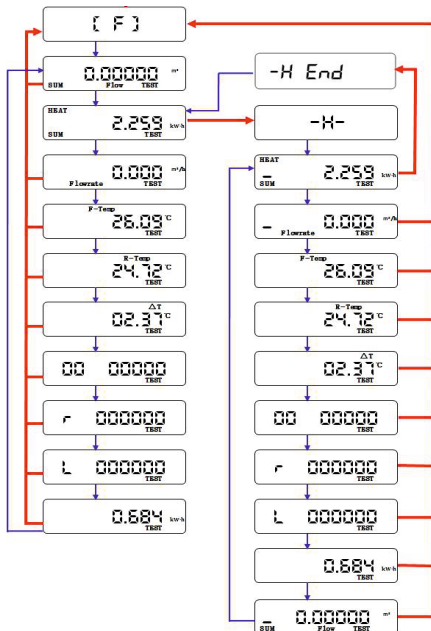 [ F ]
0.00000 m³
SUM Flow TEST
HEAT
2.259 kW·h
SUM TEST
0.000 m³/h
Flowrate TEST
F-Temp
26.09 °C
TEST
R-Temp
24.72 °C
TEST
△T
02.37 °C
TEST
00 00000
TEST
r 000000
TEST
L 000000
TEST
0.684 kW·h
TEST
-H End
-H-
HEAT
_ 2.259 kW·h
SUM TEST
_ 0.000 m³/h
Flowrate TEST
F-Temp
26.09 °C
TEST
R-Temp
24.72 °C
TEST
△T
02.37 °C
TEST
00 00000
TEST
r 000000
TEST
L 000000
TEST
0.684 kW·h
TEST
_ 0.00000 m³
SUM Flow TEST